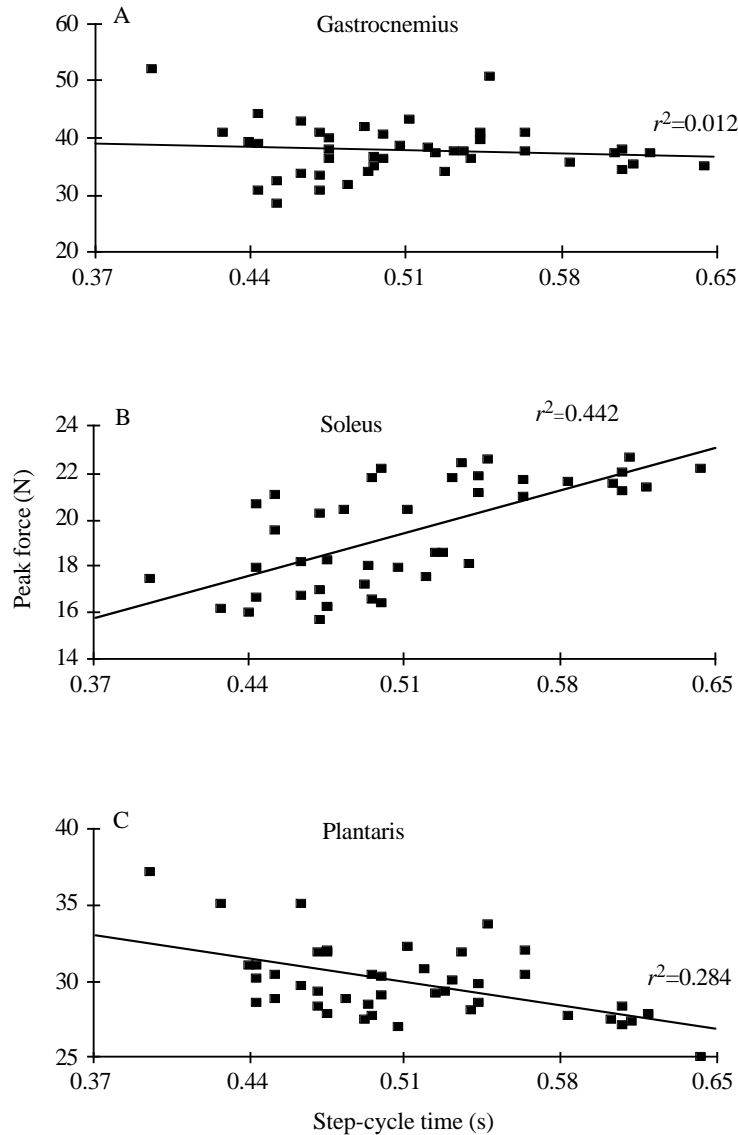 A
Gastrocnemius
60
50
40
30
20
r²=0.012
0.37 0.44 0.51 0.58 0.65
B
Soleus
r²=0.442
24
22
20
18
16
14
Peak force (N)
0.37 0.44 0.51 0.58 0.65
C
Plantaris
40
35
30
25
r²=0.284
0.37 0.44 0.51 0.58 0.65
Step-cycle time (s)